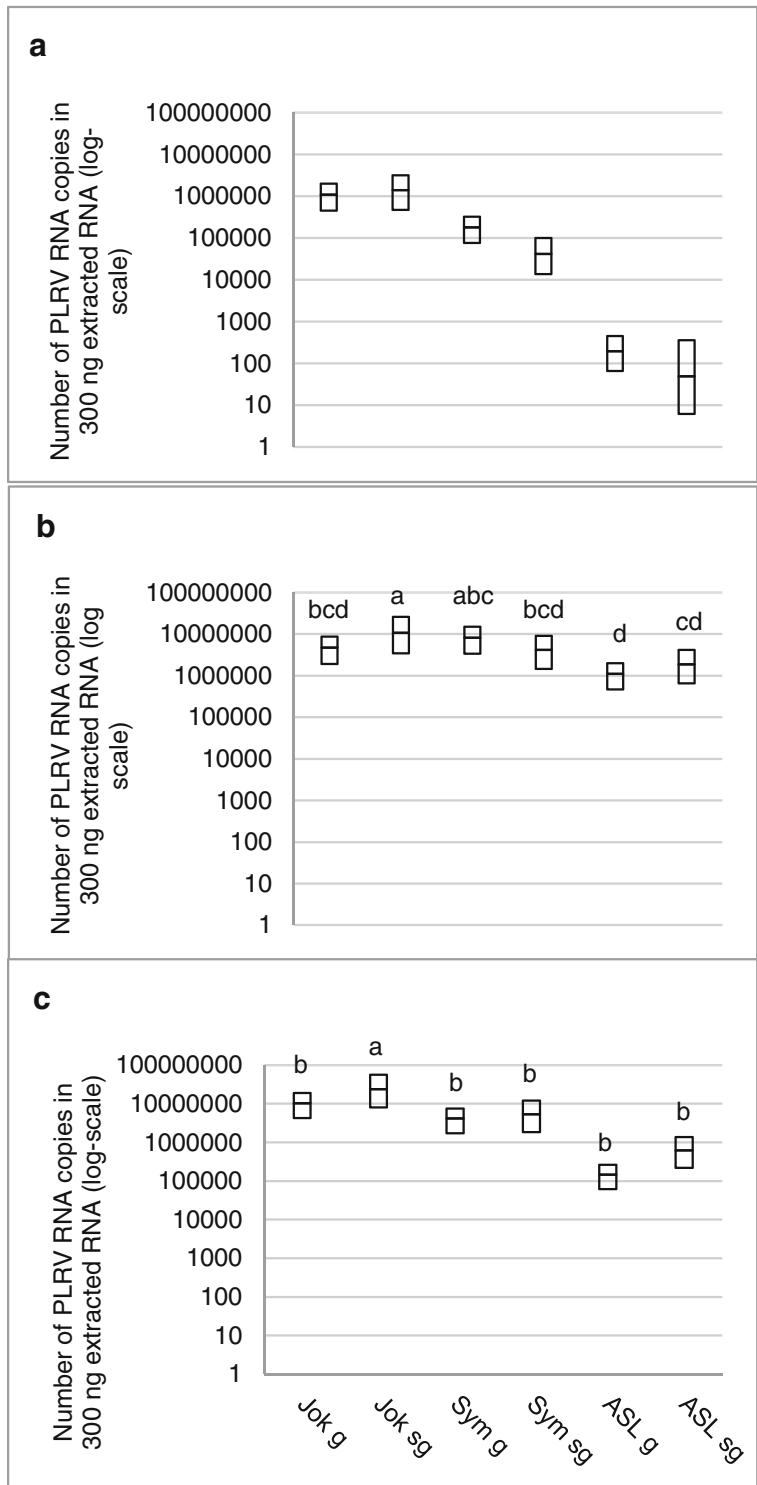 a
Number of PLRV RNA copies in
300 ng extracted RNA (log-
scale)
100000000
10000000
1000000
100000
10000
1000
100
10
1
b
Number of PLRV RNA copies in
300 ng extracted RNA (log
scale)
100000000
10000000
1000000
100000
10000
1000
100
10
1
bcd
a
abc
bcd
d
cd
c
Number of PLRV RNA copies in
300 ng extracted RNA (log-scale)
100000000
10000000
1000000
100000
10000
1000
100
10
1
b
a
b
b
b
b
Jok g
Jok sg
Sym g
Sym sg
ASL g
ASL sg